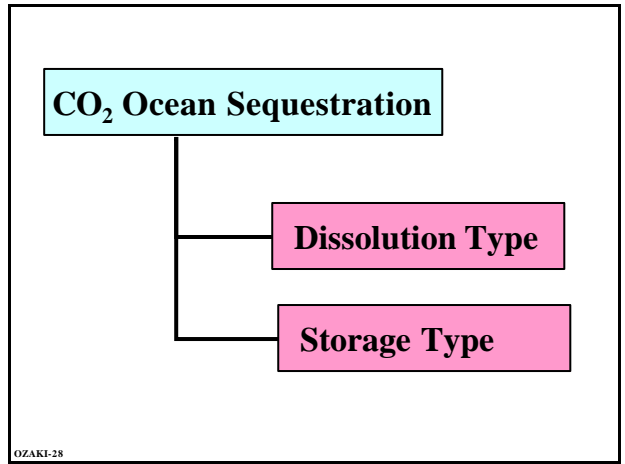 CO₂ Ocean Sequestration
Dissolution Type
Storage Type
OZAKI-28